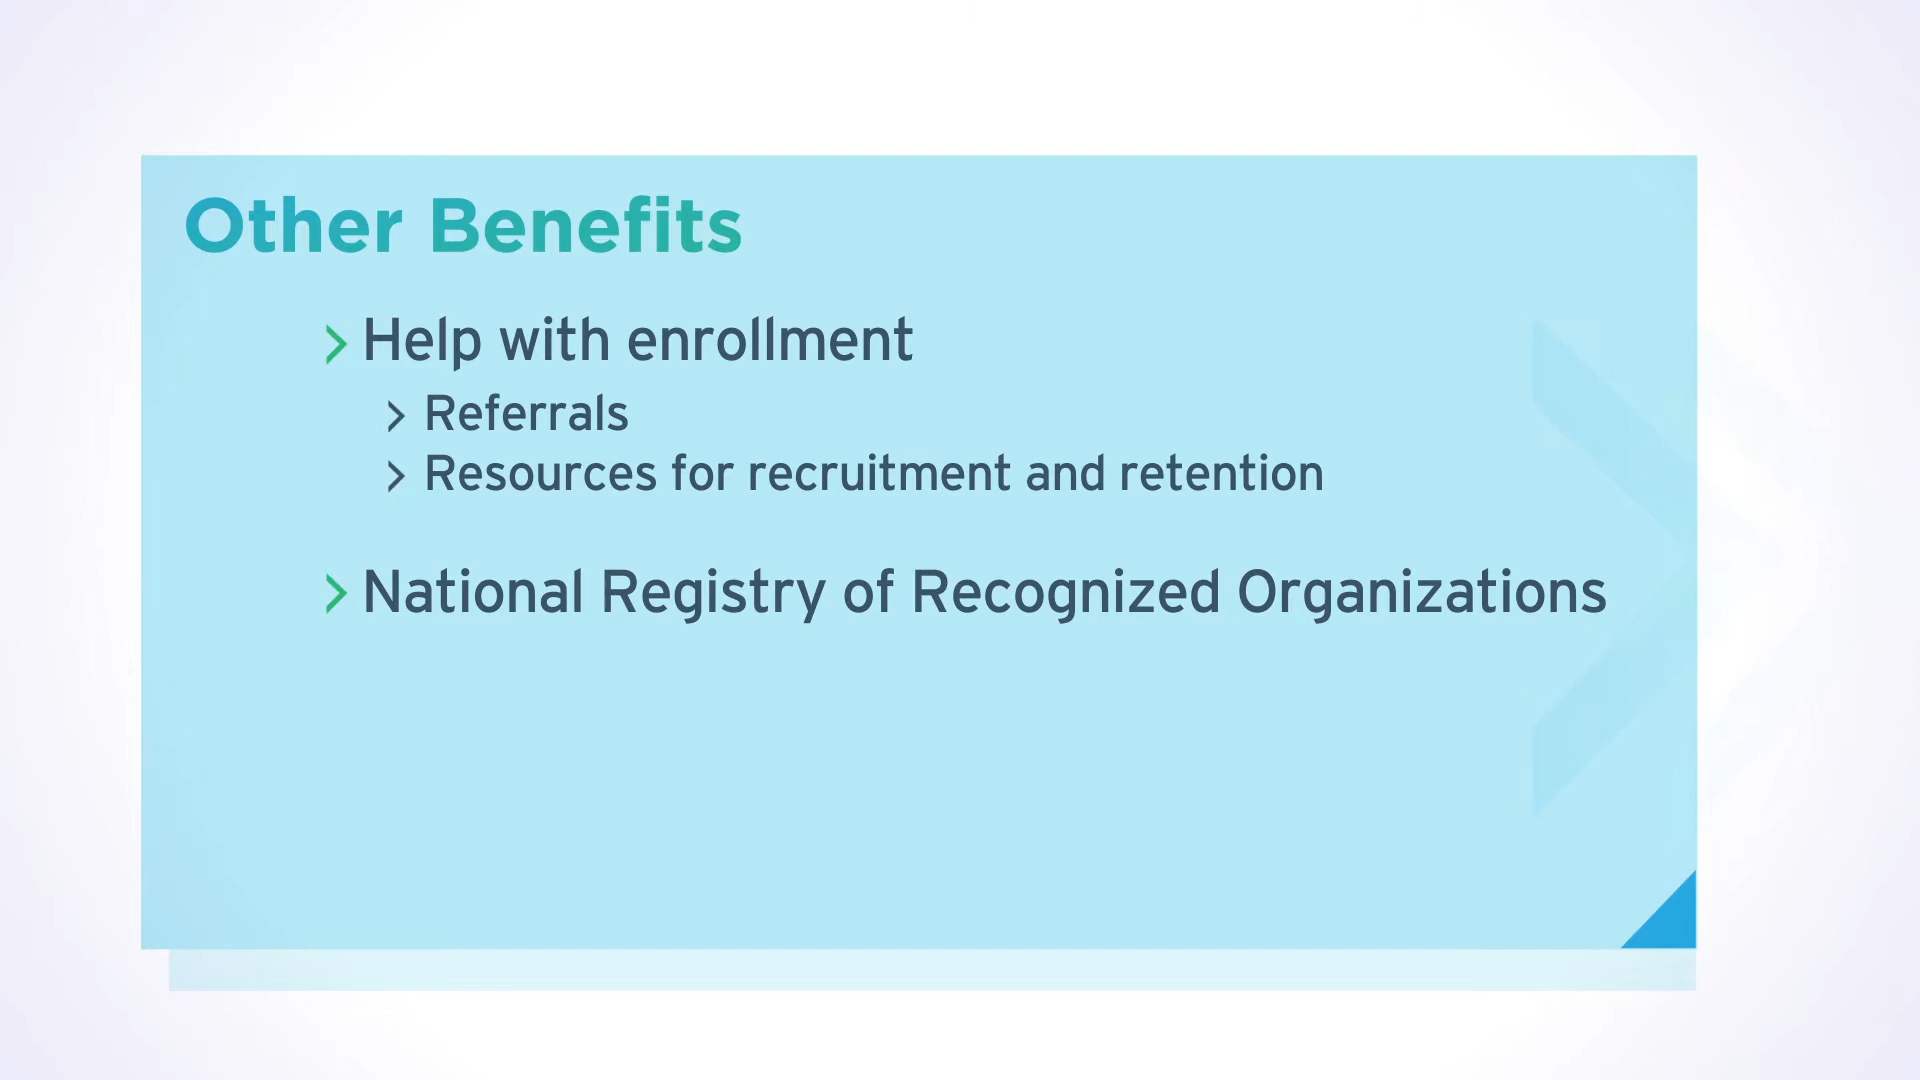 Other Benefits
Help with enrollment
Referrals
Resources for recruitment and retention
National Registry of Recognized Organizations